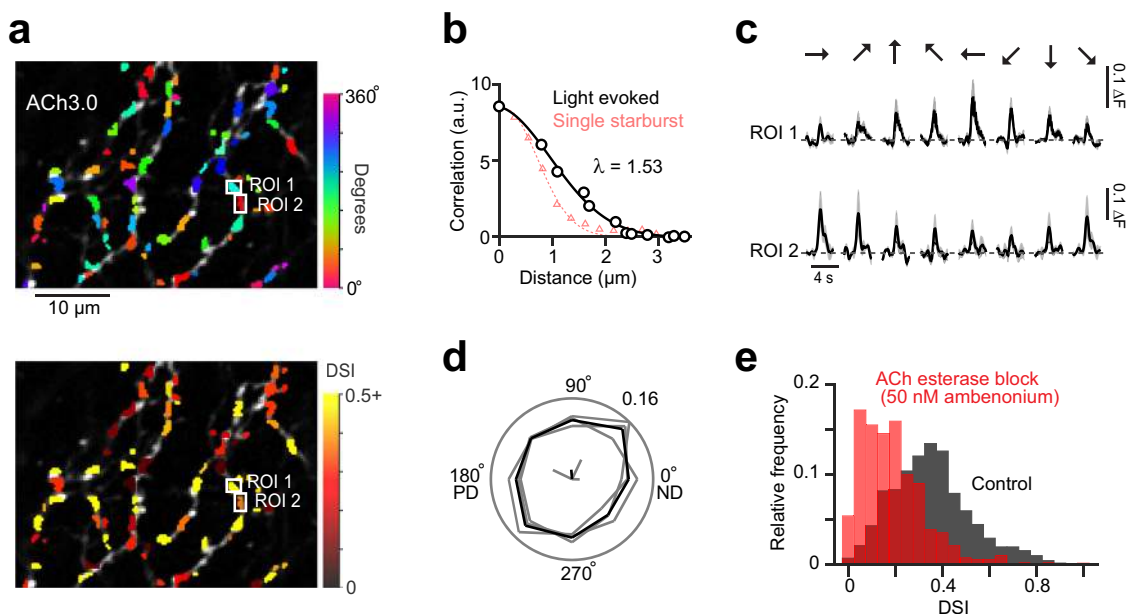 a
ACh3.0
360°
Degrees
0°
ROI 1
ROI 2
10 µm
DSI
0.5+
0
ROI 1
ROI 2
b
10
5
0
Correlation (a.u.)
Light evoked
Single starburst
λ = 1.53
0 1 2 3
Distance (µm)
c
0.1 ΔF
ROI 1
0.1 ΔF
ROI 2
4 s
d
90°
0.16
180°
PD
0°
ND
270°
e
0.2
0.1
0
Relative frequency
ACh esterase block
(50 nM ambenonium)
Control
0 0.4 0.8
DSI